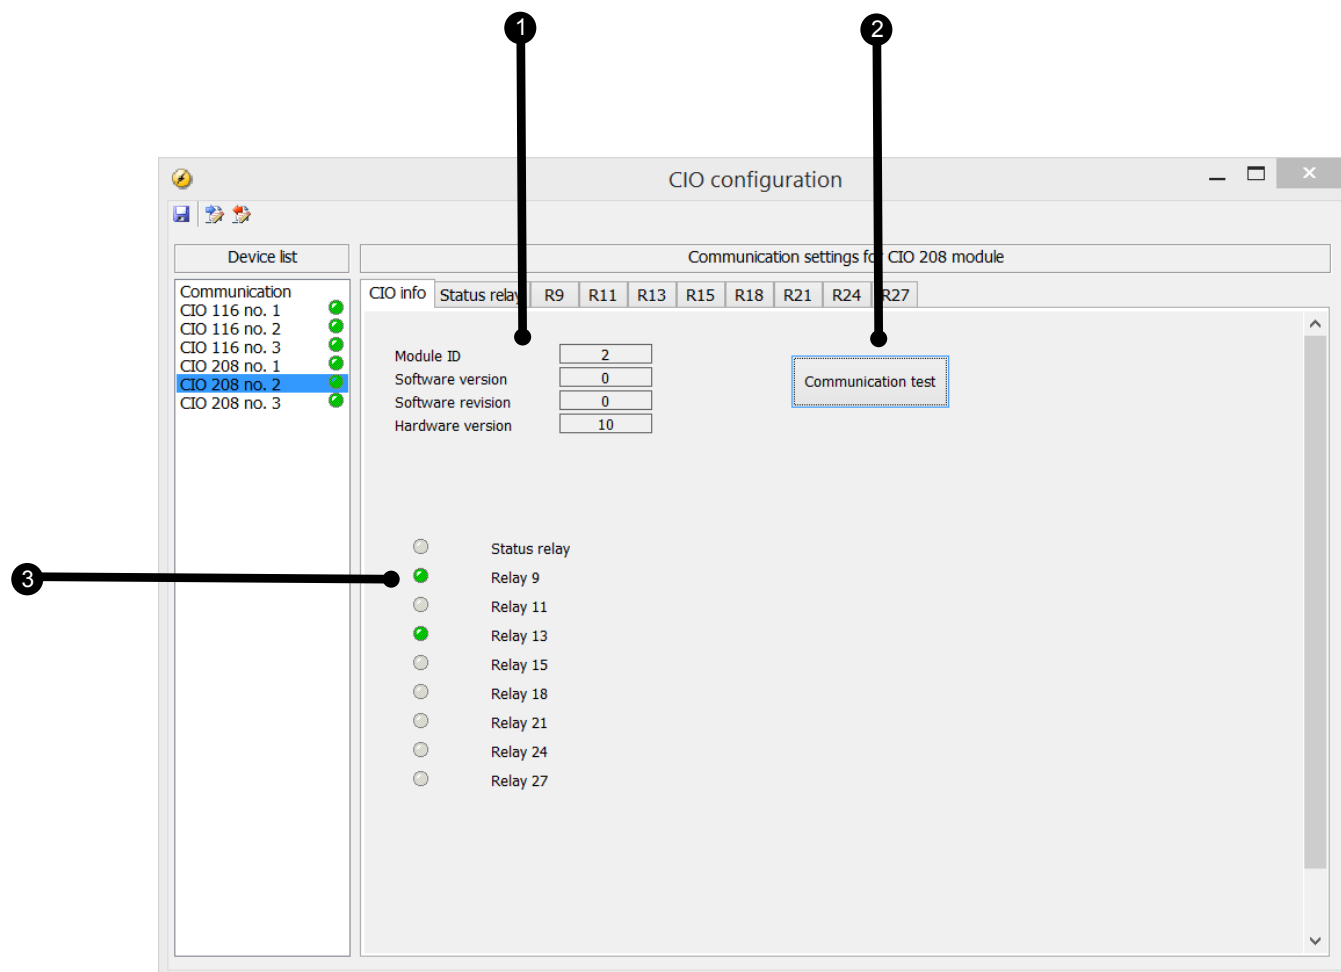 1
2
CIO configuration
Device list
Communication settings for CIO 208 module
Communication
CIO 116 no. 1
CIO 116 no. 2
CIO 116 no. 3
CIO 208 no. 1
CIO 208 no. 2
CIO 208 no. 3
CIO info Status relay R9 R11 R13 R15 R18 R21 R24 R27
Module ID 2
Software version 0
Software revision 0
Hardware version 10
Communication test
Status relay
3
Relay 9
Relay 11
Relay 13
Relay 15
Relay 18
Relay 21
Relay 24
Relay 27